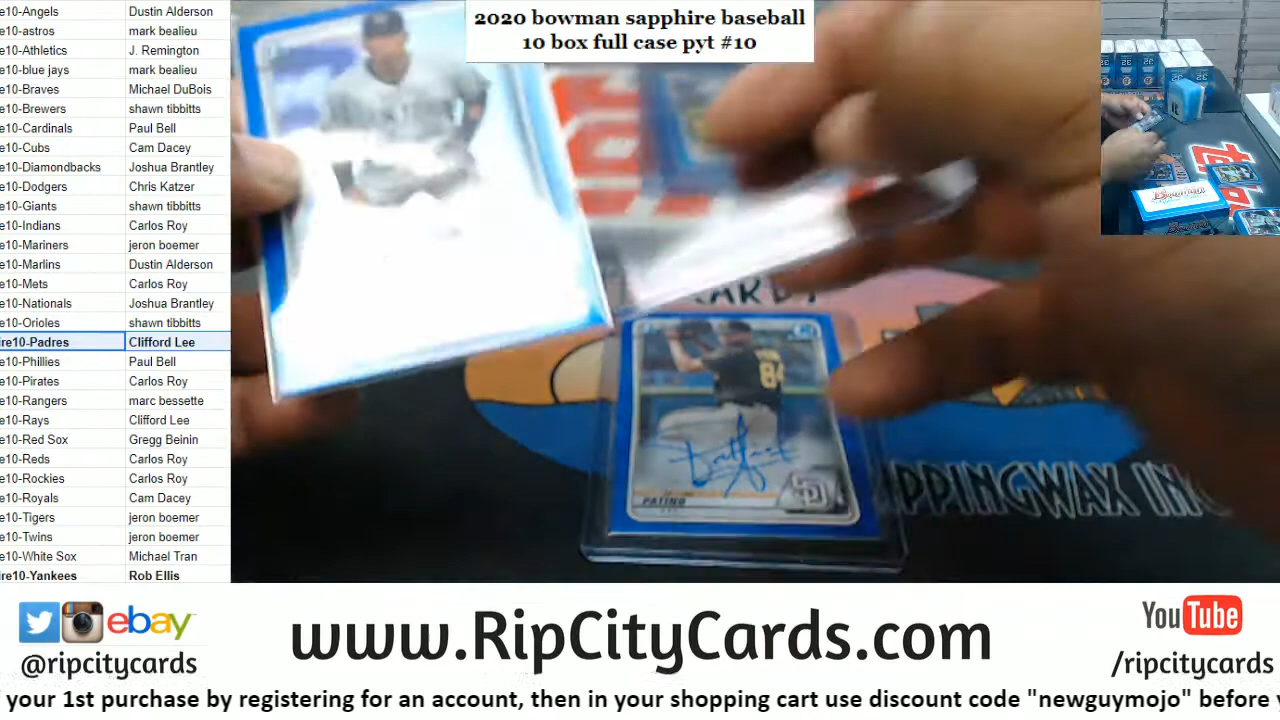 e10-Angels Dustin Alderson
e10-astros mark bealieu
e10-Athletics J. Remington
e10-blue jays mark bealieu
e10-Braves Michael DuBois
e10-Brewers shawn tibbitts
e10-Cardinals Paul Bell
e10-Cubs Cam Dacey
e10-Diamondbacks Joshua Brantley
e10-Dodgers Chris Katzer
e10-Giants shawn tibbitts
e10-Indians Carlos Roy
e10-Mariners jeron boemer
e10-Marlins Dustin Alderson
e10-Mets Carlos Roy
e10-Nationals Joshua Brantley
e10-Orioles shawn tibbitts
ire10-Padres Clifford Lee
e10-Phillies Paul Bell
e10-Pirates Carlos Roy
e10-Rangers marc bessette
e10-Rays Clifford Lee
e10-Red Sox Gregg Beinin
e10-Reds Carlos Roy
e10-Rockies Carlos Roy
e10-Royals Cam Dacey
e10-Tigers jeron boemer
e10-Twins jeron boemer
e10-White Sox Michael Tran
ire10-Yankees Rob Ellis
2020 bowman sapphire baseball
10 box full case pyt #10
84
PATIÑO
SD
PPINGWAX INC
Bowman
ebay
@ripcitycards
www.RipCityCards.com
YouTube
/ripcitycards
your 1st purchase by registering for an account, then in your shopping cart use discount code "newguymojo" before